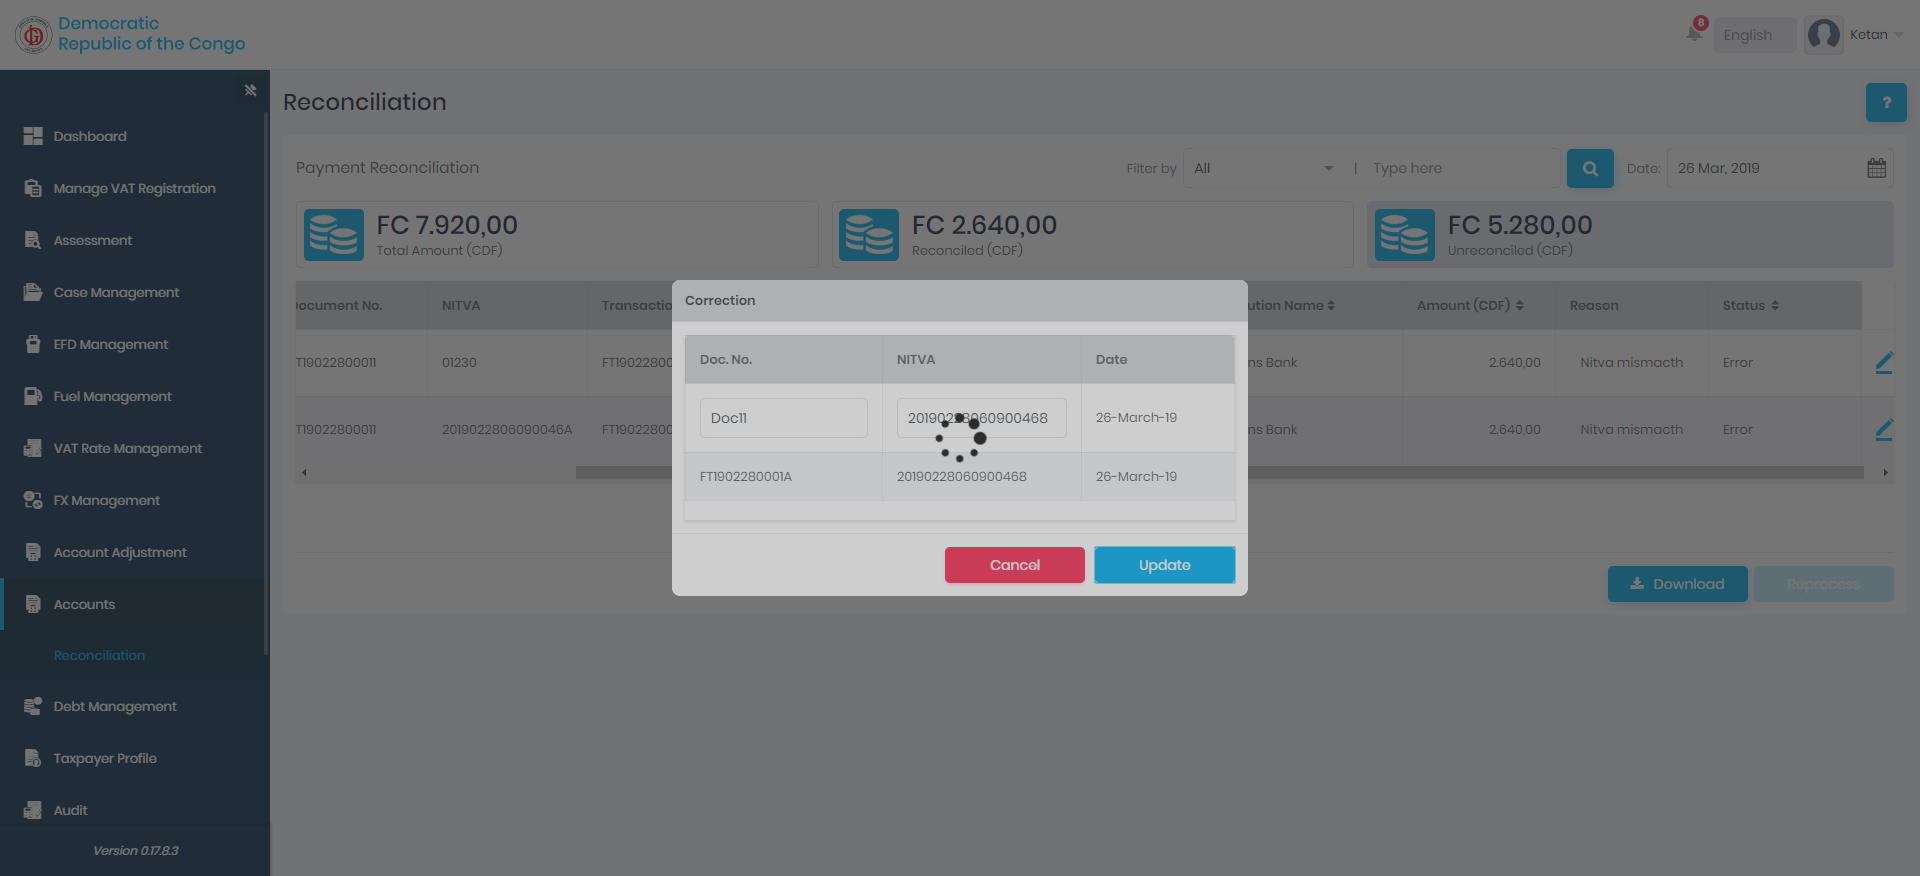 Democratic
Republic of the Congo
8
English
Ketan
Reconciliation
?
Dashboard
Manage VAT Registration
Assessment
Case Management
EFD Management
Fuel Management
VAT Rate Management
FX Management
Account Adjustment
Accounts
Reconciliation
Debt Management
Taxpayer Profile
Audit
Version 0.17.8.3
Payment Reconciliation
Filter by All | Type here Date: 26 Mar, 2019
FC 7.920,00
Total Amount (CDF)
FC 2.640,00
Reconciled (CDF)
FC 5.280,00
Unreconciled (CDF)
ocument No. NITVA Transactio ution Name Amount (CDF) Reason Status
T19022800011 01230 FT1902280 ns Bank 2.640,00 Nitva mismacth Error
T19022800011 2019022806090046A FT1902280 ns Bank 2.640,00 Nitva mismacth Error
Correction
Doc. No. NITVA Date
Doc11 20190228060900468 26-March-19
FT1902280001A 20190228060900468 26-March-19
Cancel Update
Download Reprocess